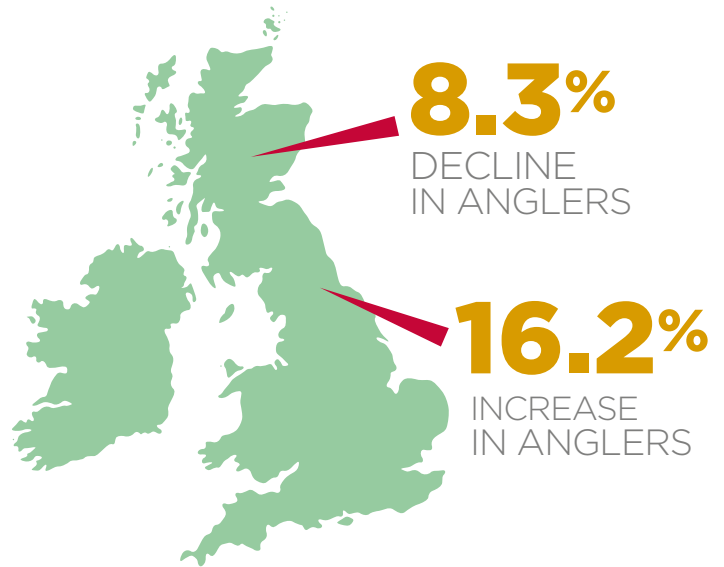 8.3%
DECLINE
IN ANGLERS
16.2%
INCREASE
IN ANGLERS